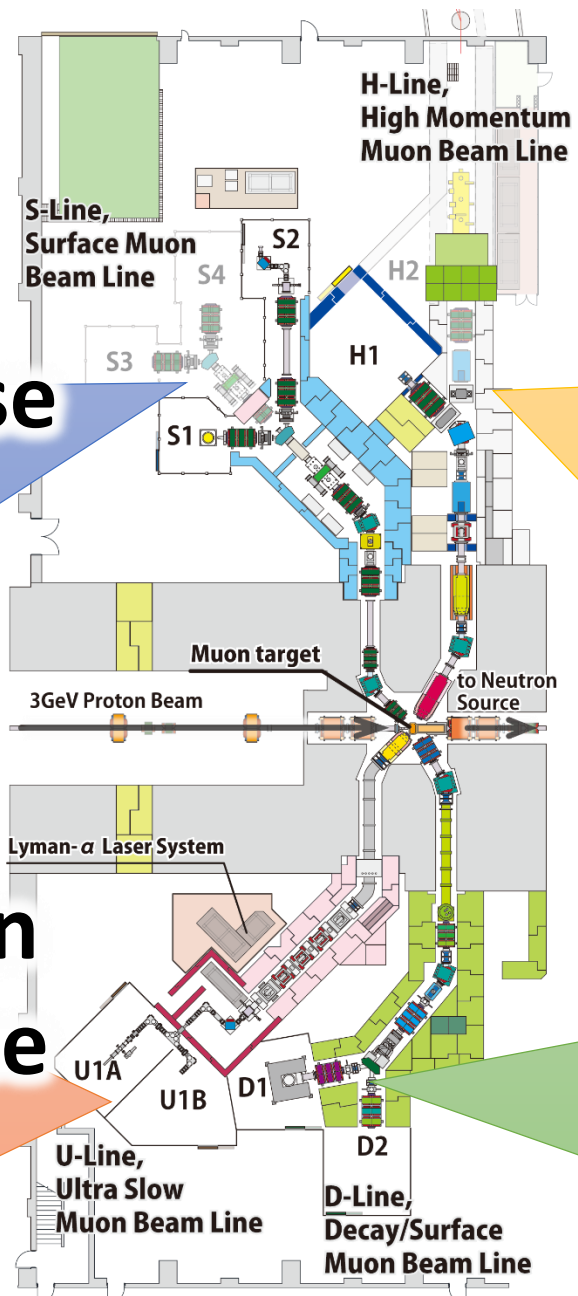 H-Line,
High Momentum
Muon Beam Line
S-Line,
Surface Muon
Beam Line
S2
S4
H2
H1
S3
se
S1
Muon target
to Neutron
Source
3GeV Proton Beam
Lyman-α Laser System
n
e
U1A
U1B
D1
D2
U-Line,
Ultra Slow
Muon Beam Line
D-Line,
Decay/Surface
Muon Beam Line